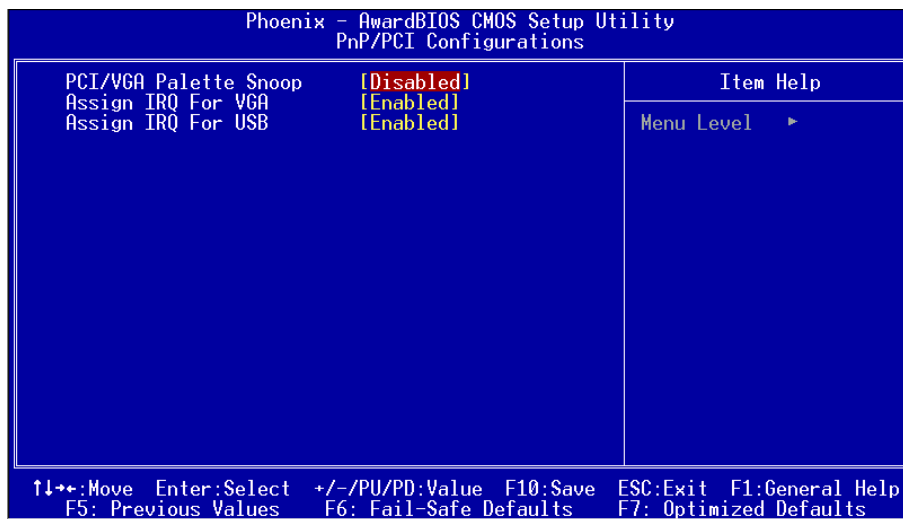 Phoenix - AwardBIOS CMOS Setup Utility
PnP/PCI Configurations
PCI/VGA Palette Snoop [Disabled]
Assign IRQ For VGA [Enabled]
Assign IRQ For USB [Enabled]
Item Help
Menu Level ►
↑↓→←:Move Enter:Select +/-/PU/PD:Value F10:Save ESC:Exit F1:General Help
F5: Previous Values F6: Fail-Safe Defaults F7: Optimized Defaults